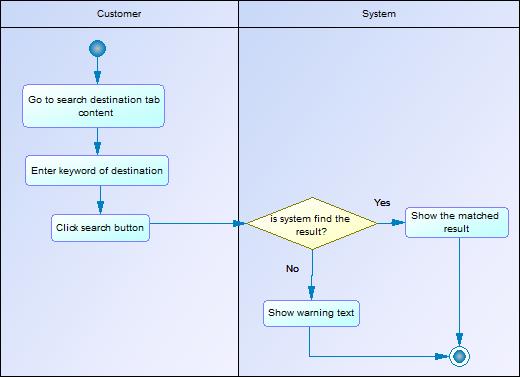 Customer
System
Go to search destination tab
content
Enter keyword of destination
Click search button
is system find the
result?
Yes
Show the matched
result
No
Show warning text